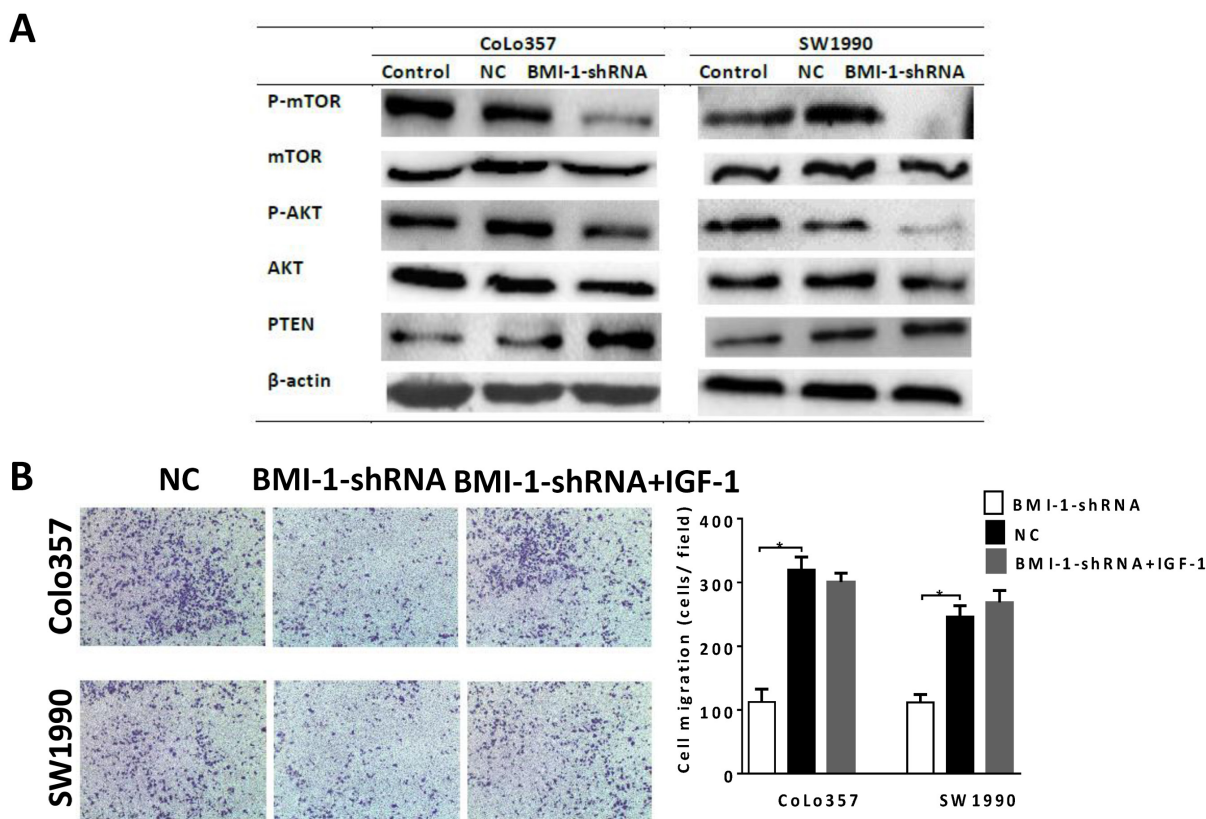 A
CoLo357 SW1990
Control NC BMI-1-shRNA Control NC BMI-1-shRNA
P-mTOR
mTOR
P-AKT
AKT
PTEN
β-actin
B
NC BMI-1-shRNA BMI-1-shRNA+IGF-1
Colo357
SW1990
Cell migration (cells/ field)
400
300
200
100
0
*
*
CoLo357 SW1990
BMI-1-shRNA
NC
BMI-1-shRNA+IGF-1